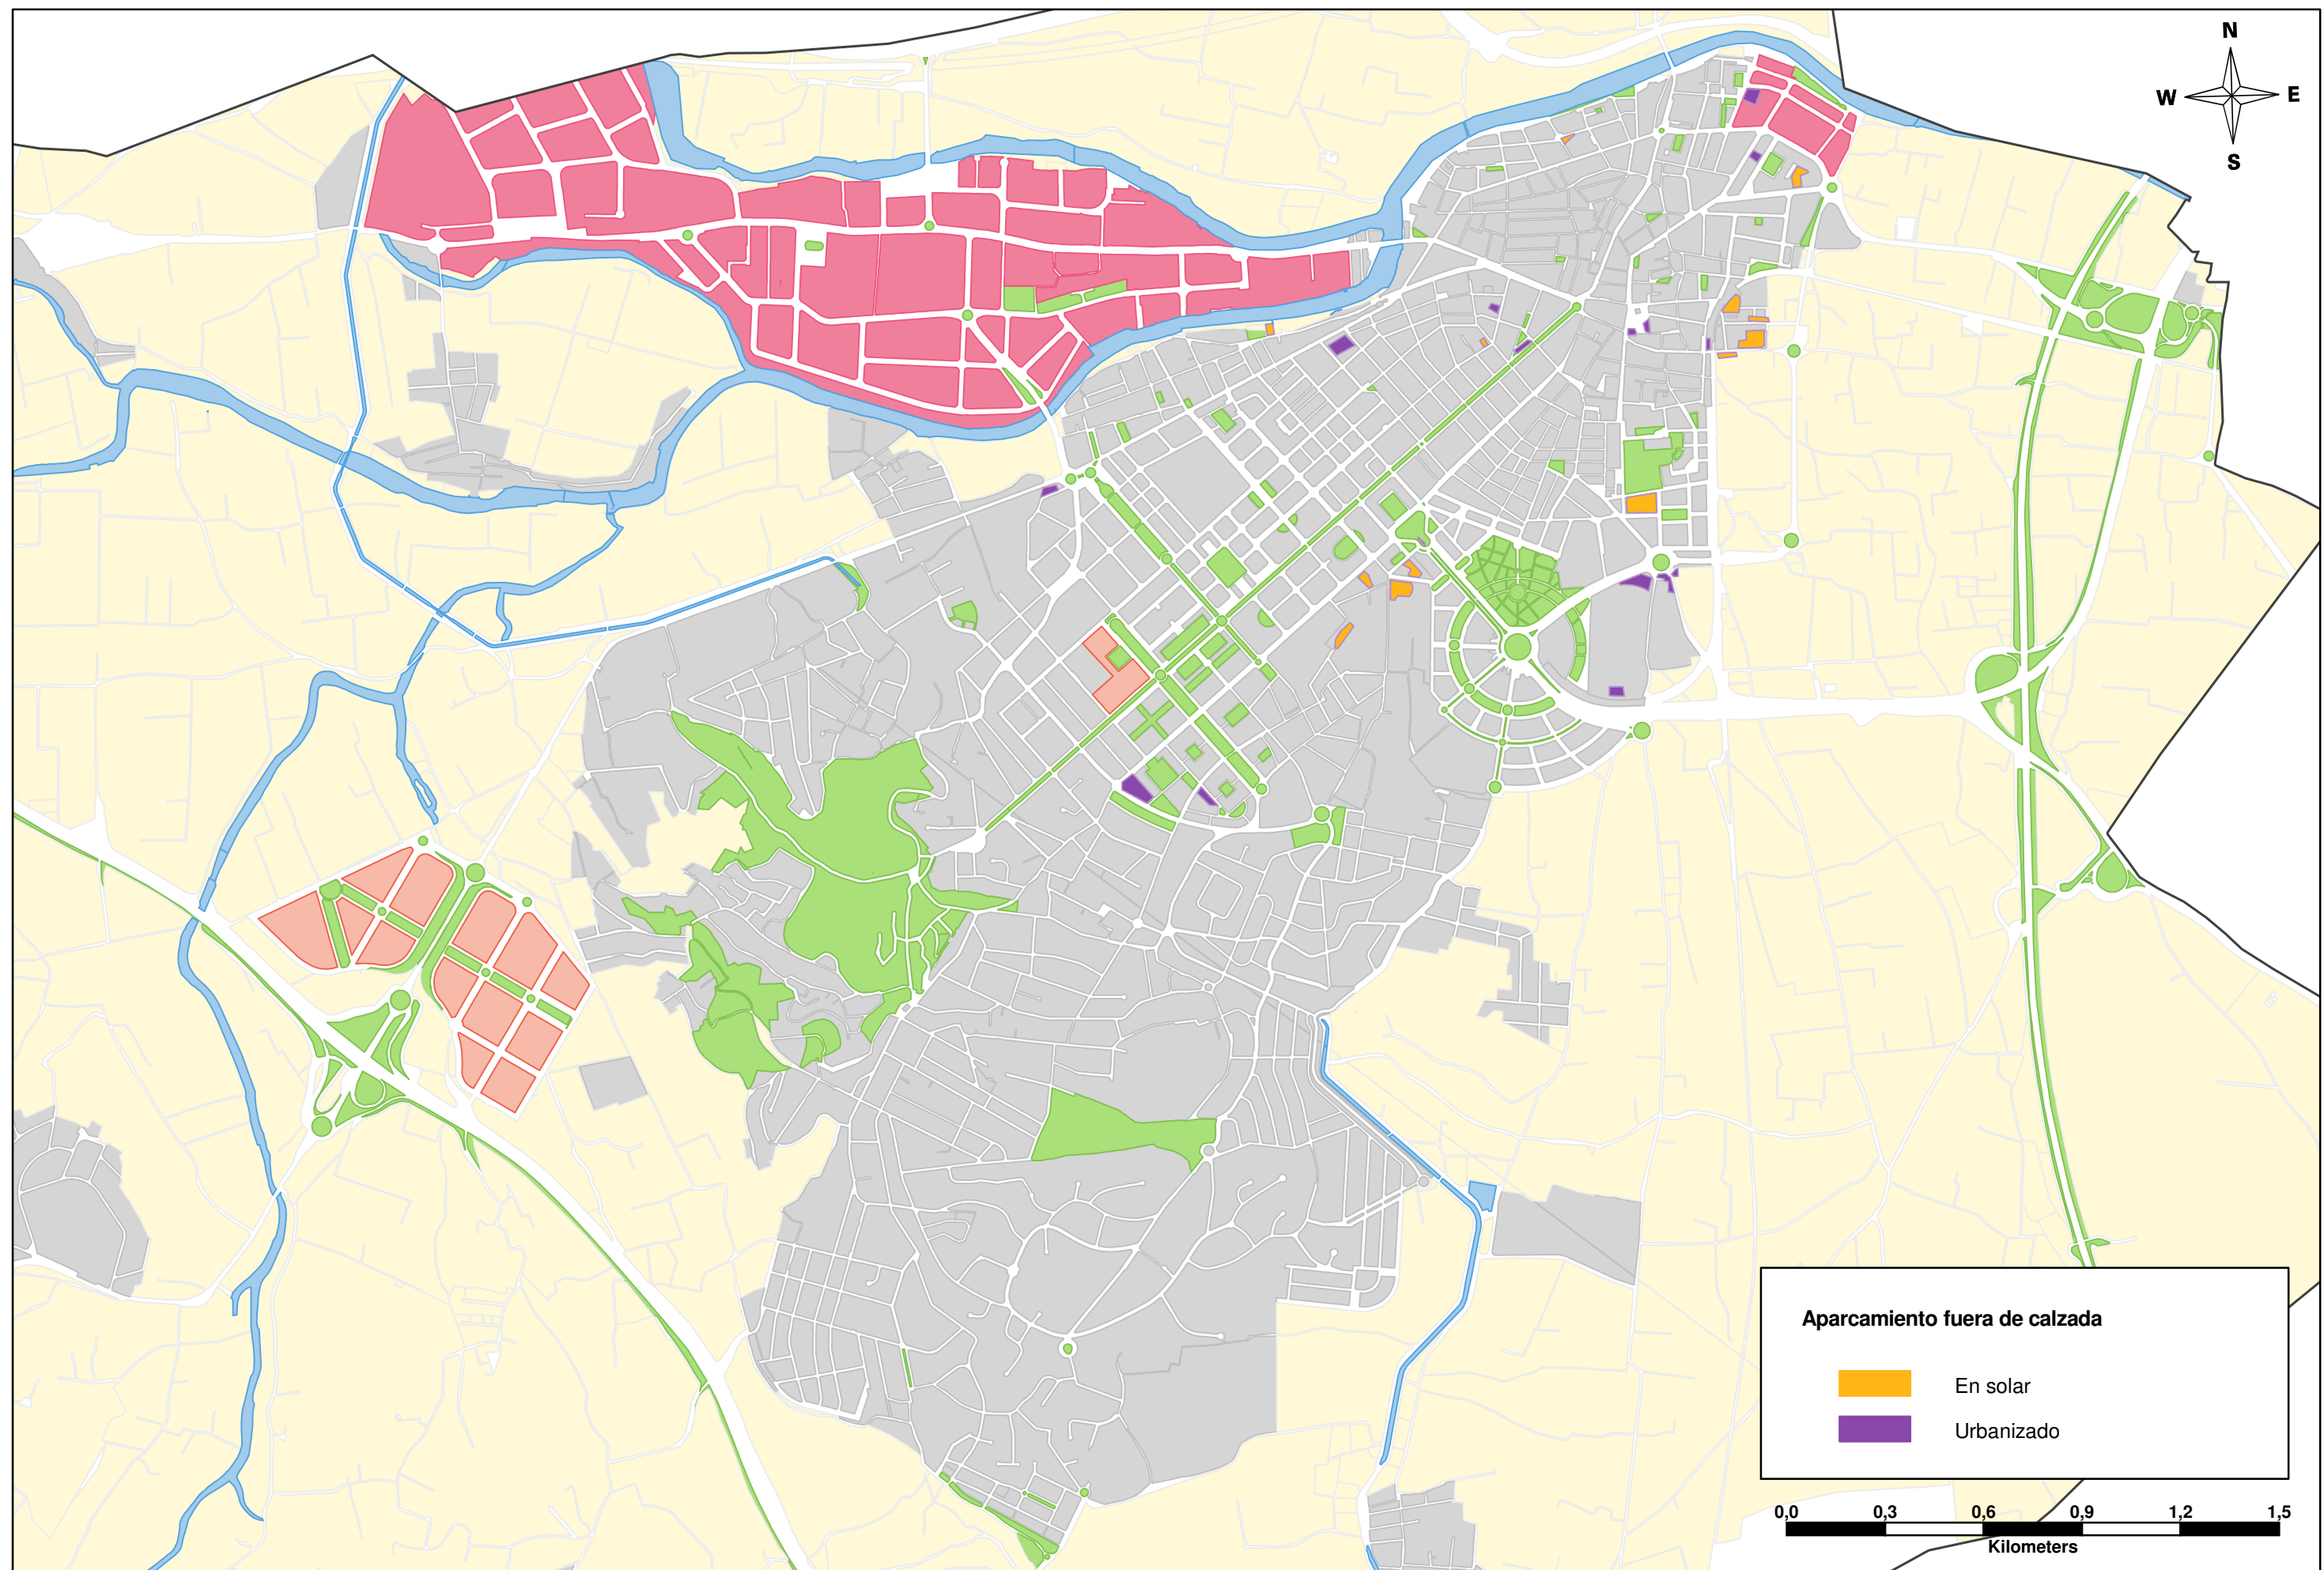 N
W E
S
Aparcamiento fuera de calzada
En solar
Urbanizado
0,0 0,3 0,6 0,9 1,2 1,5
Kilometers